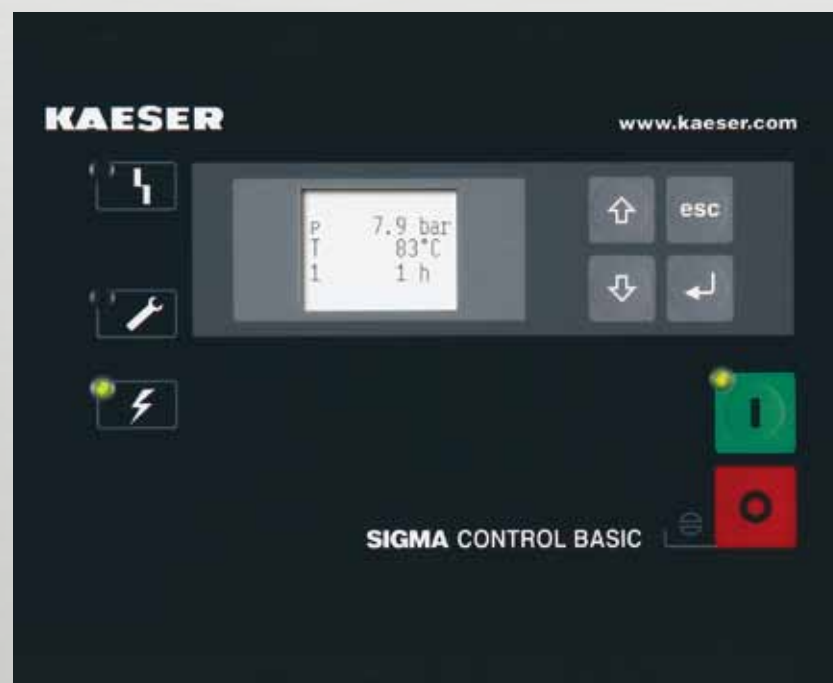 KAESER
www.kaeser.com
P 7.9 bar
T 83°C
1 1 h
esc
I
O
SIGMA CONTROL BASIC